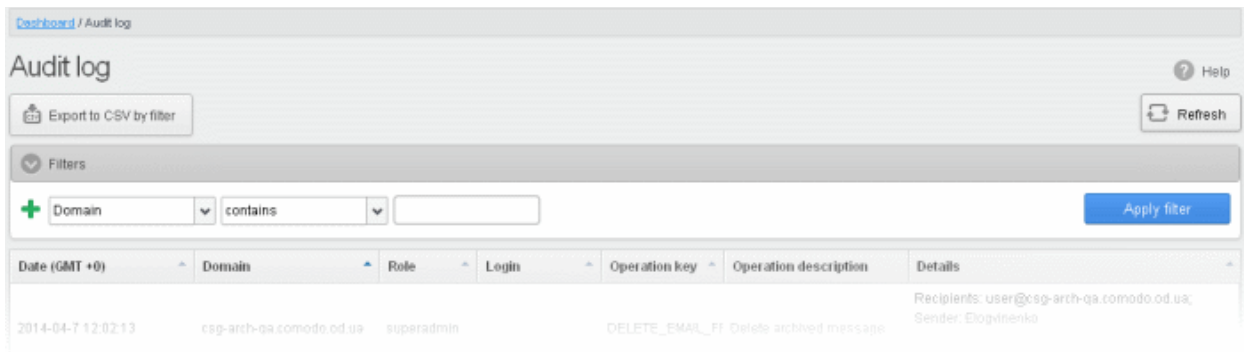 Dashboard / Audit log
Audit log
Help
Export to CSV by filter
Refresh
Filters
Domain contains
Apply filter
Date (GMT +0) Domain Role Login Operation key Operation description Details
Recipients: user@csg-arch-qa.comodo.od.ua;
2014-04-7 12:02:13 csg-arch-qa.comodo.od.ua superadmin DELETE_EMAIL_FF Delete archived message Sender: Elogvinenko